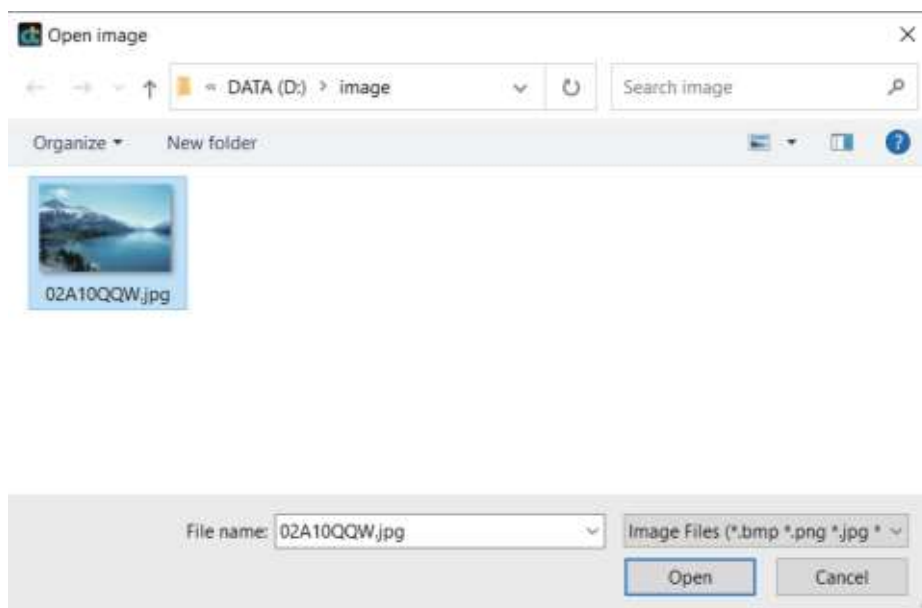 Open image
« DATA (D:) > image
Search image
Organize
New folder
02A10QQW.jpg
File name: 02A10QQW.jpg
Image Files (*.bmp *.png *.jpg *
Open
Cancel